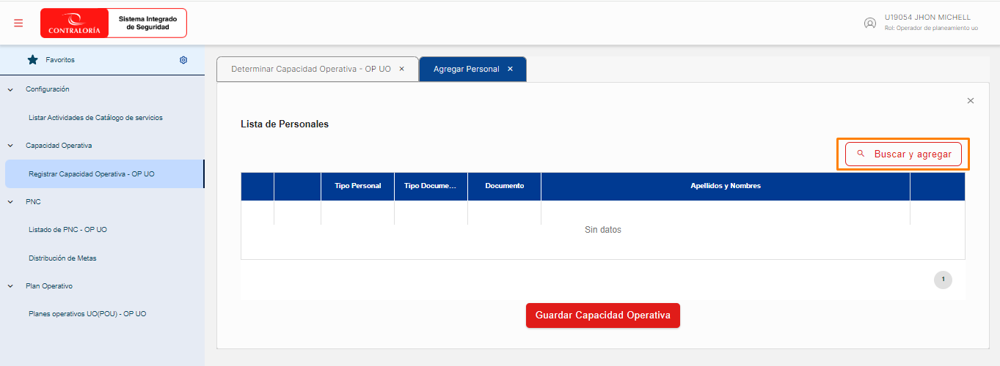 CONTRALORÍA
Sistema Integrado
de Seguridad
U19054 JHON MICHELL
Rol: Operador de planeamiento uo
Favoritos
Configuración
Listar Actividades de Catálogo de servicios
Capacidad Operativa
Registrar Capacidad Operativa - OP UO
PNC
Listado de PNC - OP UO
Distribución de Metas
Plan Operativo
Planes operativos UO(POU) - OP UO
Determinar Capacidad Operativa - OP UO ×
Agregar Personal ×
Lista de Personales
Buscar y agregar
Tipo Personal
Tipo Docume...
Documento
Apellidos y Nombres
Sin datos
1
Guardar Capacidad Operativa